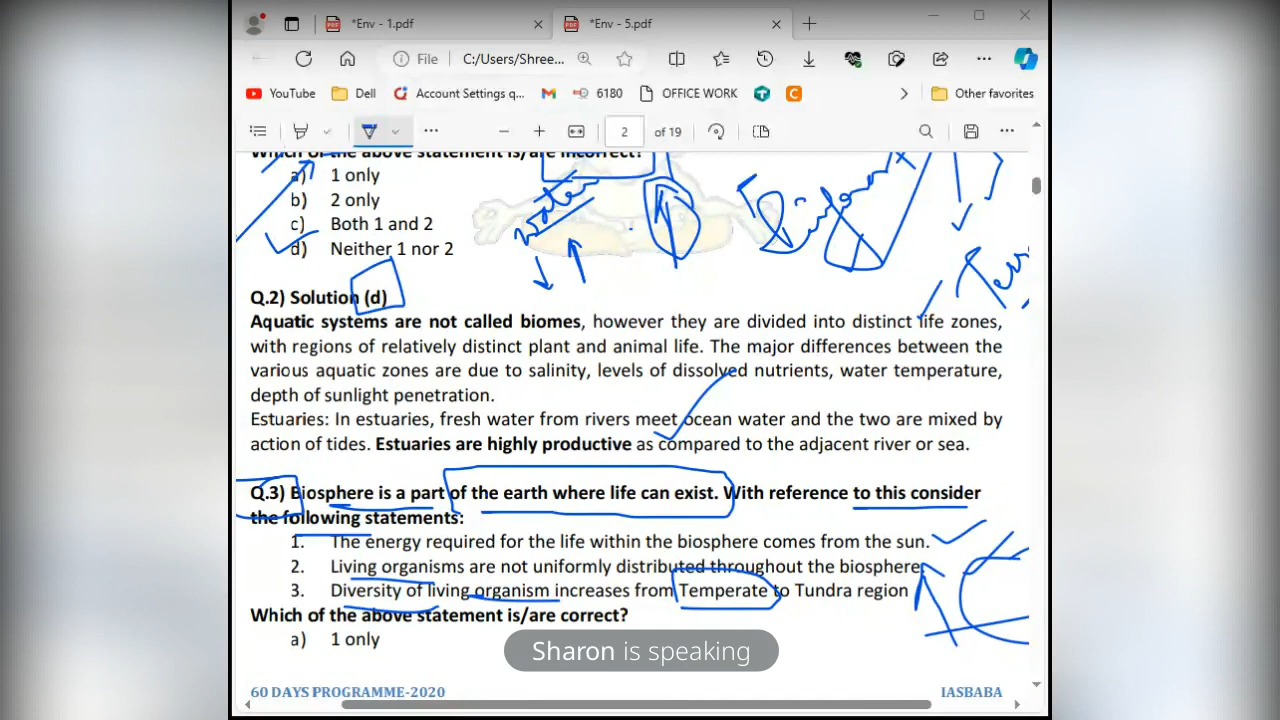 *Env - 1.pdf
*Env - 5.pdf
File
C:/Users/Shree...
YouTube
Dell
Account Settings q...
6180
OFFICE WORK
Other favorites
2
of 19
Which of the above statement is/are incorrect?
a) 1 only
b) 2 only
c) Both 1 and 2
d) Neither 1 nor 2
water
Q.2) Solution (d)
Aquatic systems are not called biomes, however they are divided into distinct life zones,
with regions of relatively distinct plant and animal life. The major differences between the
various aquatic zones are due to salinity, levels of dissolved nutrients, water temperature,
depth of sunlight penetration.
Estuaries: In estuaries, fresh water from rivers meet ocean water and the two are mixed by
action of tides. Estuaries are highly productive as compared to the adjacent river or sea.
Q.3) Biosphere is a part of the earth where life can exist. With reference to this consider
the following statements:
1. The energy required for the life within the biosphere comes from the sun.
2. Living organisms are not uniformly distributed throughout the biosphere
3. Diversity of living organism increases from Temperate to Tundra region
Which of the above statement is/are correct?
a) 1 only
Sharon is speaking
60 DAYS PROGRAMME-2020
IASBABA